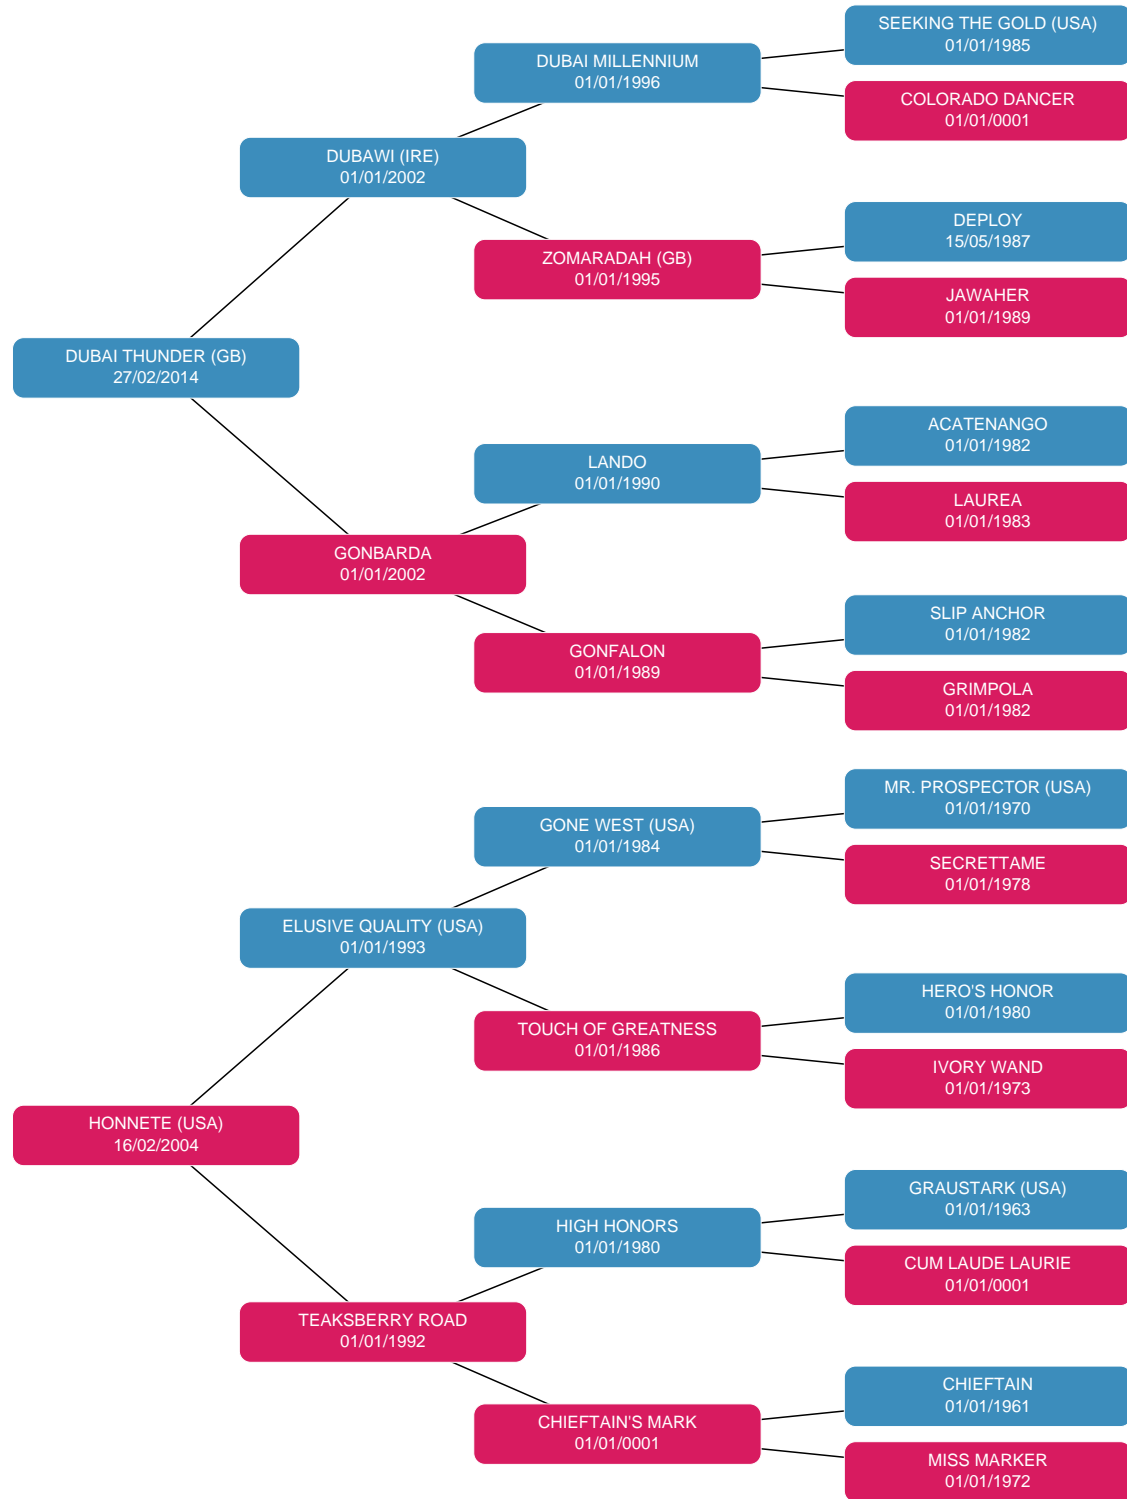 SEEKING THE GOLD (USA)
01/01/1985
DUBAI MILLENNIUM
01/01/1996
COLORADO DANCER
01/01/0001
DUBAWI (IRE)
01/01/2002
DEPLOY
15/05/1987
ZOMARADAH (GB)
01/01/1995
JAWAHER
01/01/1989
DUBAI THUNDER (GB)
27/02/2014
ACATENANGO
01/01/1982
LANDO
01/01/1990
LAUREA
01/01/1983
GONBARDA
01/01/2002
SLIP ANCHOR
01/01/1982
GONFALON
01/01/1989
GRIMPOLA
01/01/1982
MR. PROSPECTOR (USA)
01/01/1970
GONE WEST (USA)
01/01/1984
SECRETTAME
01/01/1978
ELUSIVE QUALITY (USA)
01/01/1993
HERO'S HONOR
01/01/1980
TOUCH OF GREATNESS
01/01/1986
IVORY WAND
01/01/1973
HONNETE (USA)
16/02/2004
GRAUSTARK (USA)
01/01/1963
HIGH HONORS
01/01/1980
CUM LAUDE LAURIE
01/01/0001
TEAKSBERRY ROAD
01/01/1992
CHIEFTAIN
01/01/1961
CHIEFTAIN'S MARK
01/01/0001
MISS MARKER
01/01/1972